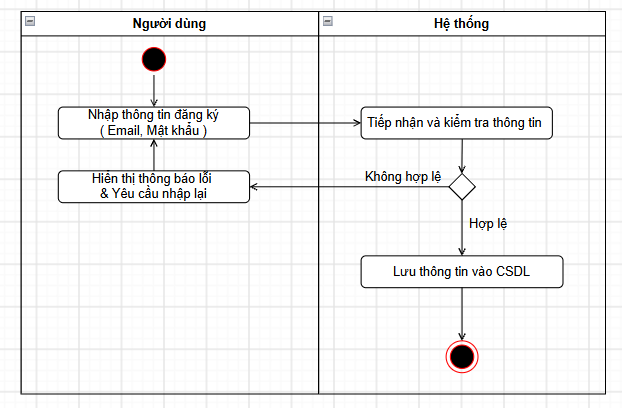 Người dùng
Hệ thống
Nhập thông tin đăng ký
( Email, Mật khẩu )
Tiếp nhận và kiểm tra thông tin
Hiển thị thông báo lỗi
& Yêu cầu nhập lại
Không hợp lệ
Hợp lệ
Lưu thông tin vào CSDL